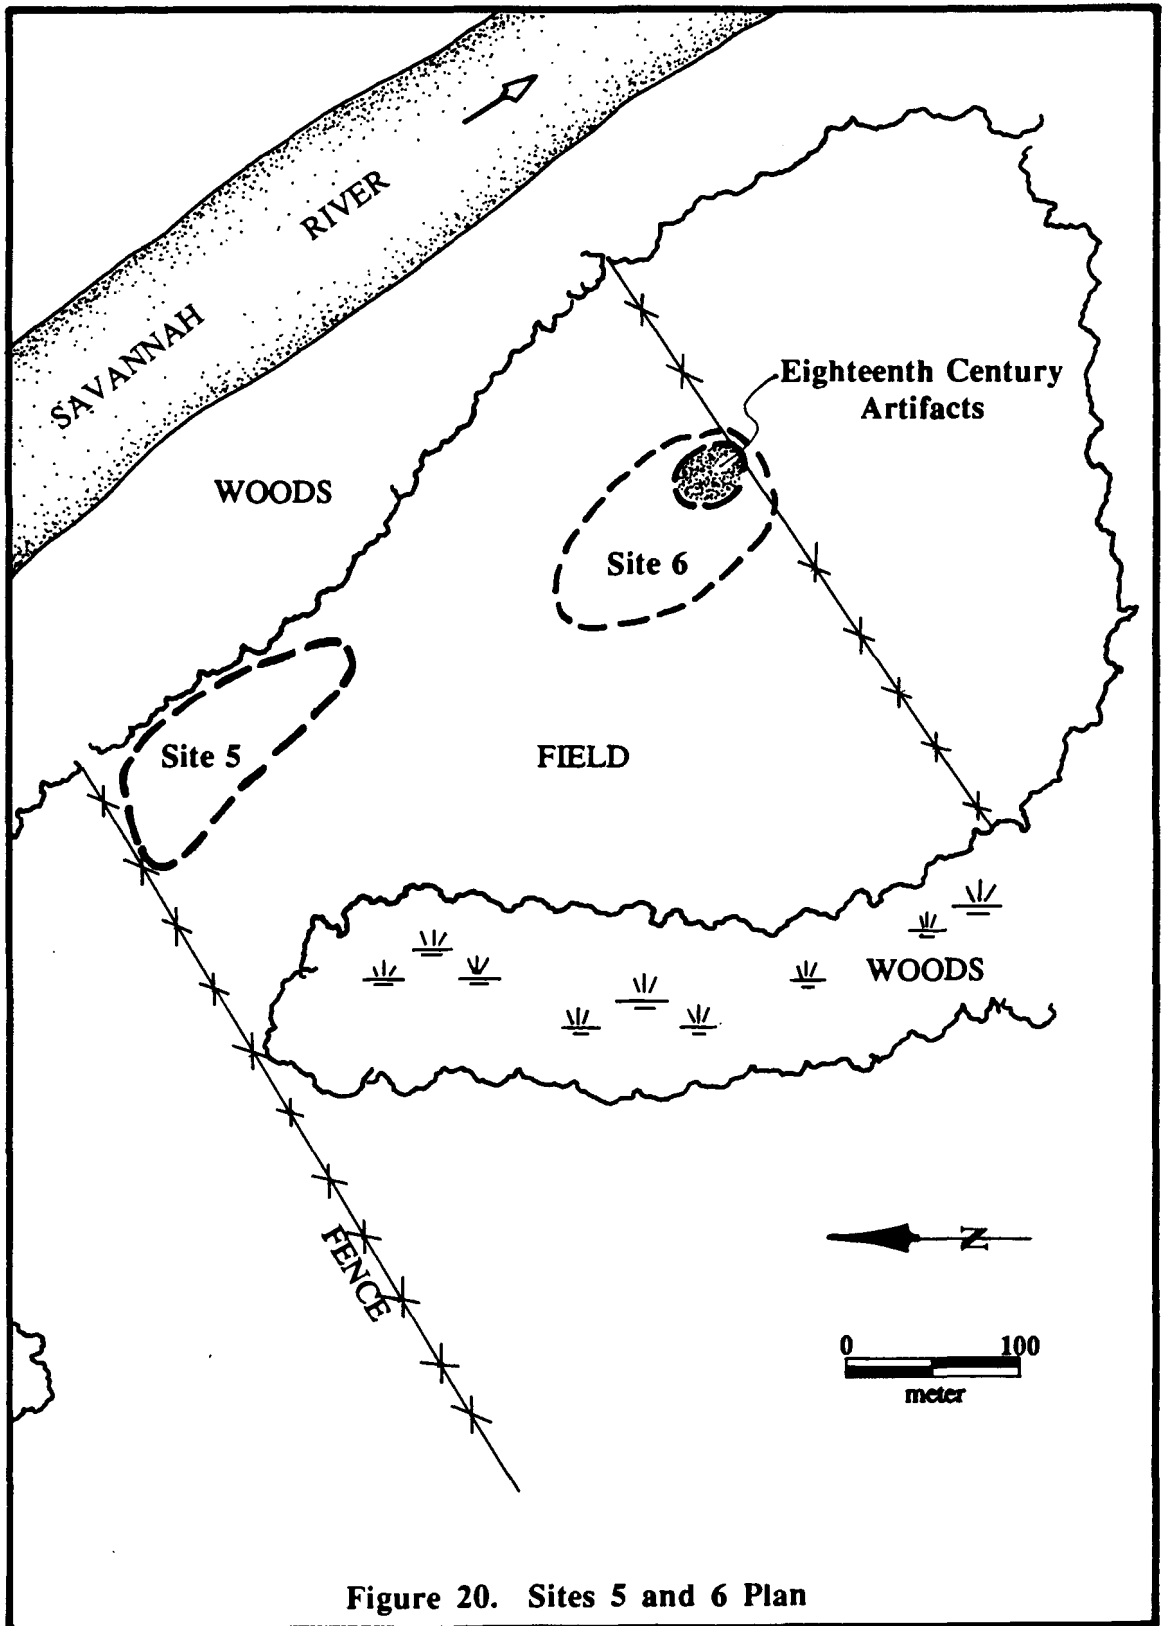 SAVANNAH RIVER
Eighteenth Century
Artifacts
WOODS
Site 6
Site 5
FIELD
WOODS
FENCE
N
0 100
meter
Figure 20. Sites 5 and 6 Plan